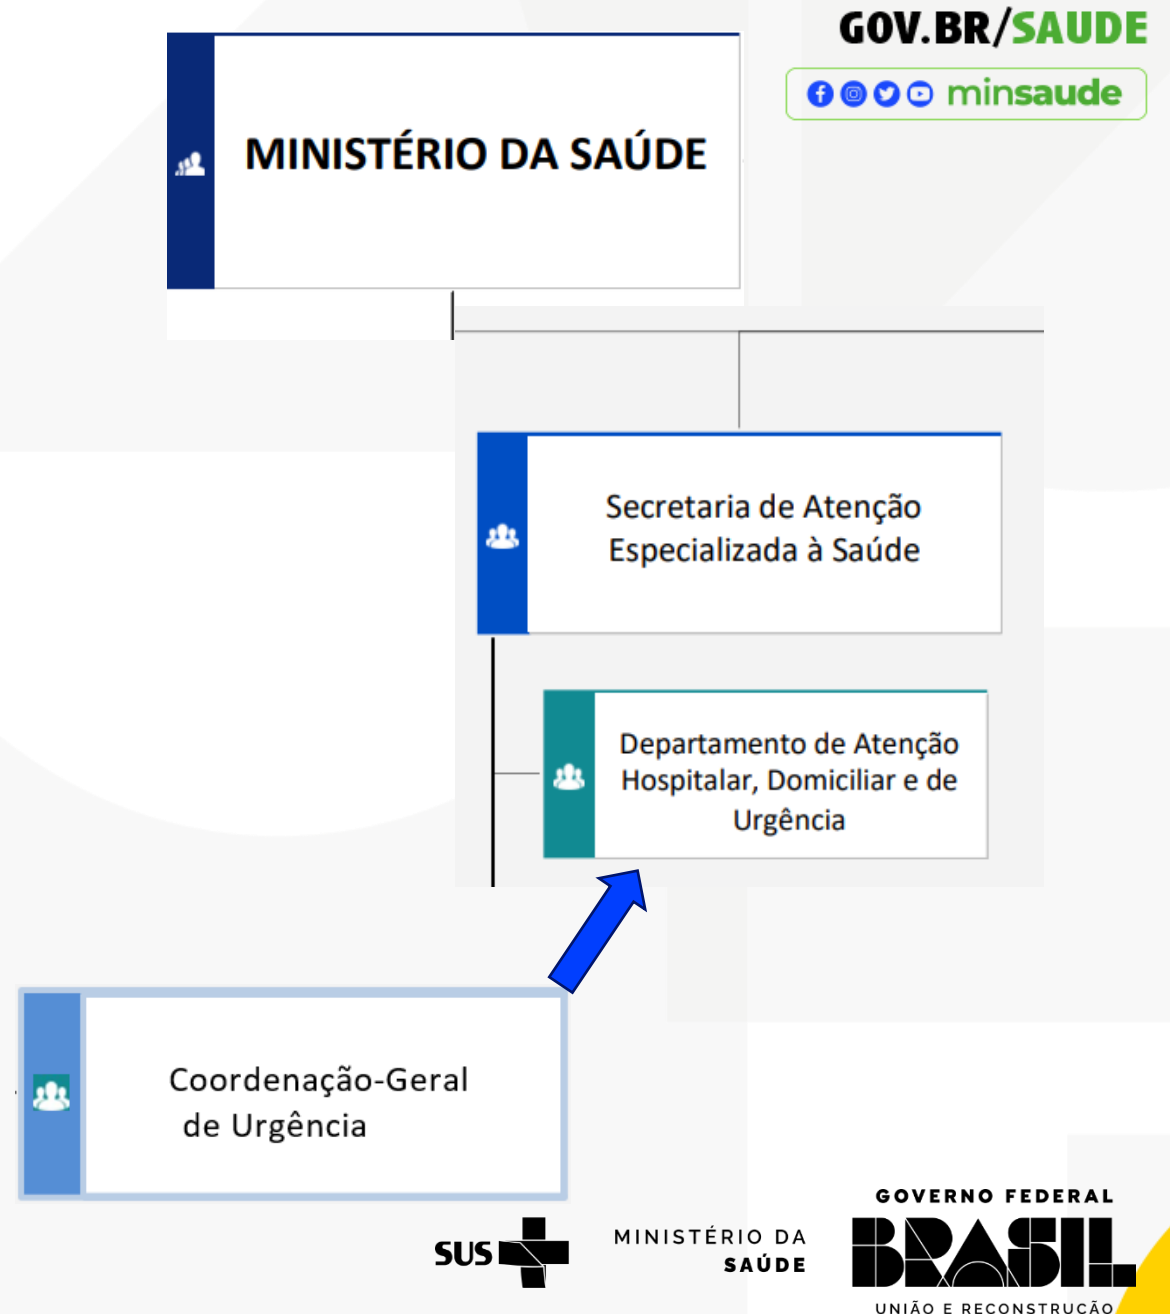 GOV.BR/SAUDE
minsaude
MINISTÉRIO DA SAÚDE
Secretaria de Atenção
Especializada à Saúde
Departamento de Atenção
Hospitalar, Domiciliar e de
Urgência
Coordenação-Geral
de Urgência
SUS
MINISTÉRIO DA
SAÚDE
GOVERNO FEDERAL
BRASIL
UNIÃO E RECONSTRUÇÃO